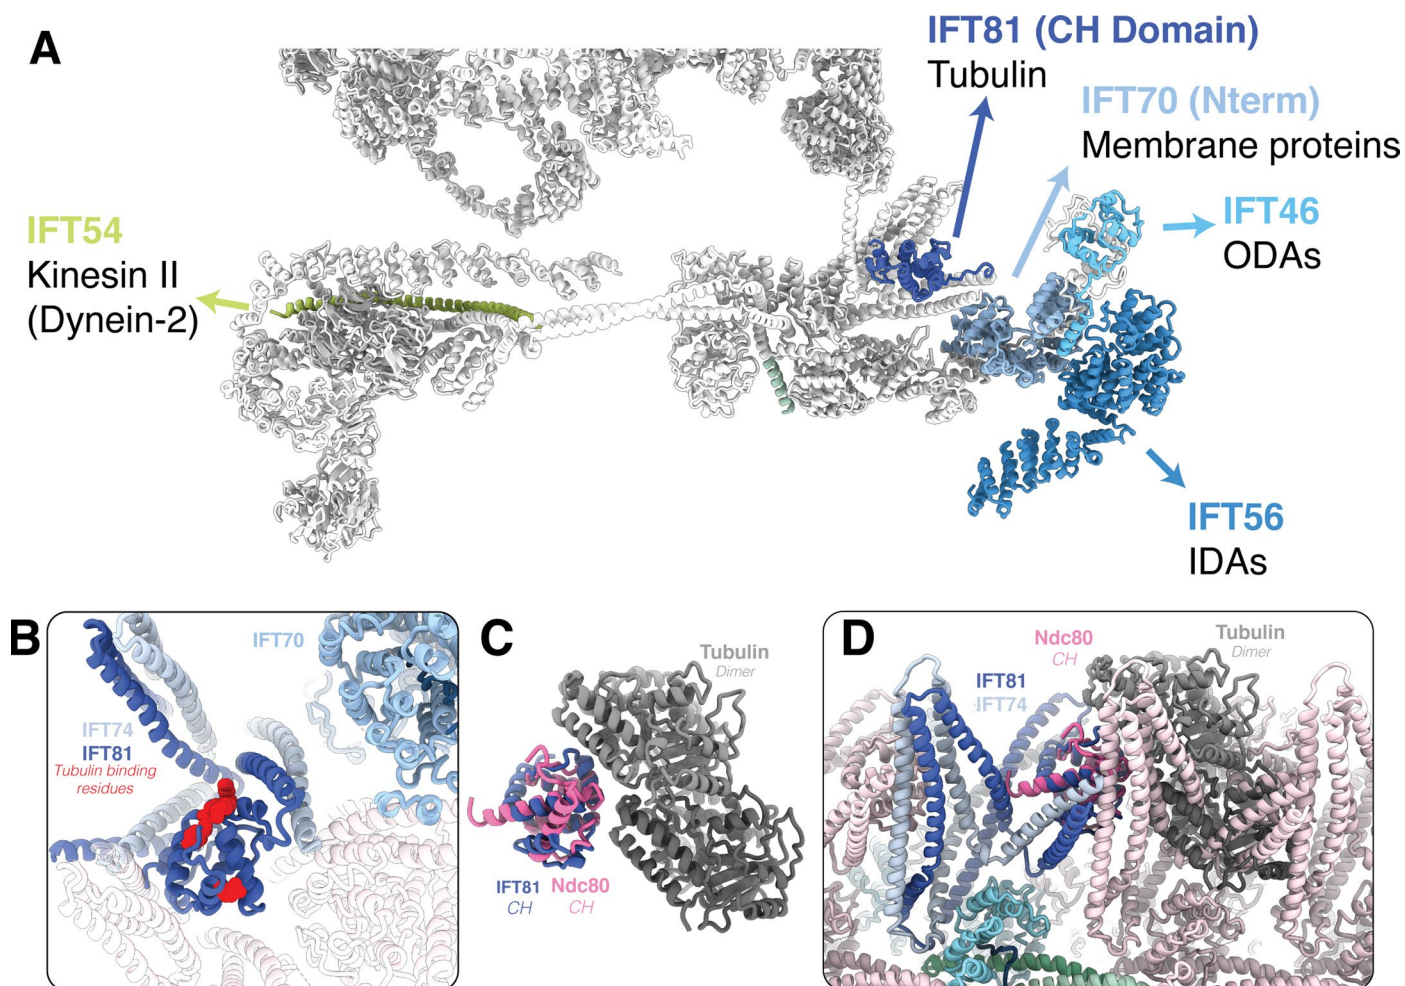 A
IFT81 (CH Domain)
Tubulin
IFT70 (Nterm)
Membrane proteins
IFT46
ODAs
IFT54
Kinesin II
(Dynein-2)
IFT56
IDAs
B
IFT70
IFT74
IFT81
Tubulin binding
residues
C
Tubulin
Dimer
IFT81 Ndc80
CH CH
D
Ndc80
CH
Tubulin
Dimer
IFT81
IFT74